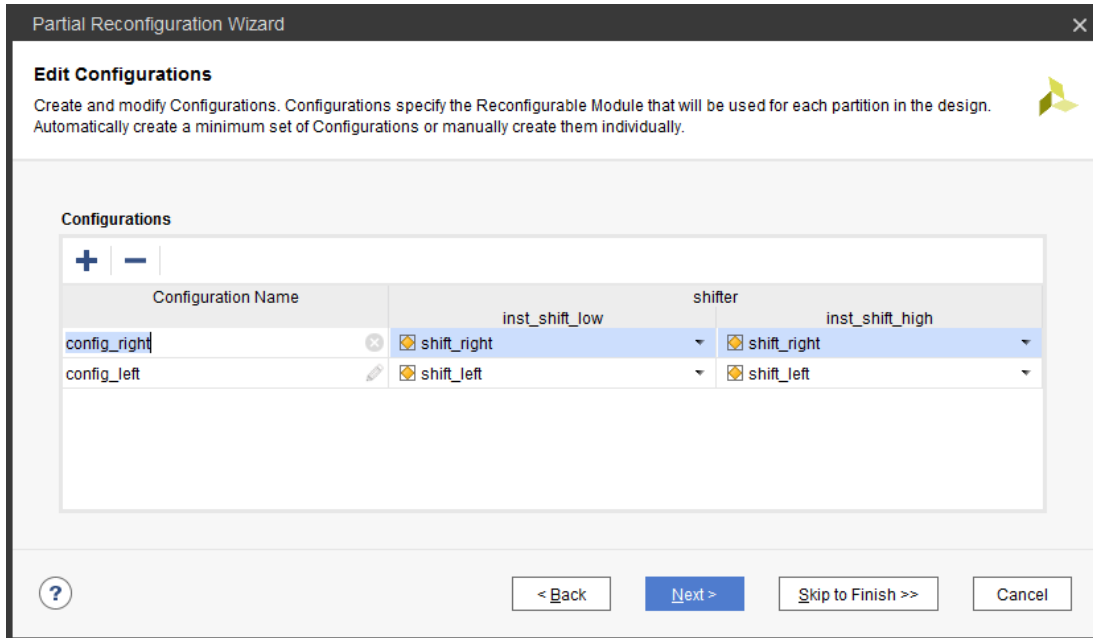 Partial Reconfiguration Wizard
Edit Configurations
Create and modify Configurations. Configurations specify the Reconfigurable Module that will be used for each partition in the design.
Automatically create a minimum set of Configurations or manually create them individually.
Configurations
Configuration Name shifter
inst_shift_low inst_shift_high
config_right shift_right shift_right
config_left shift_left shift_left
? < Back Next > Skip to Finish >> Cancel